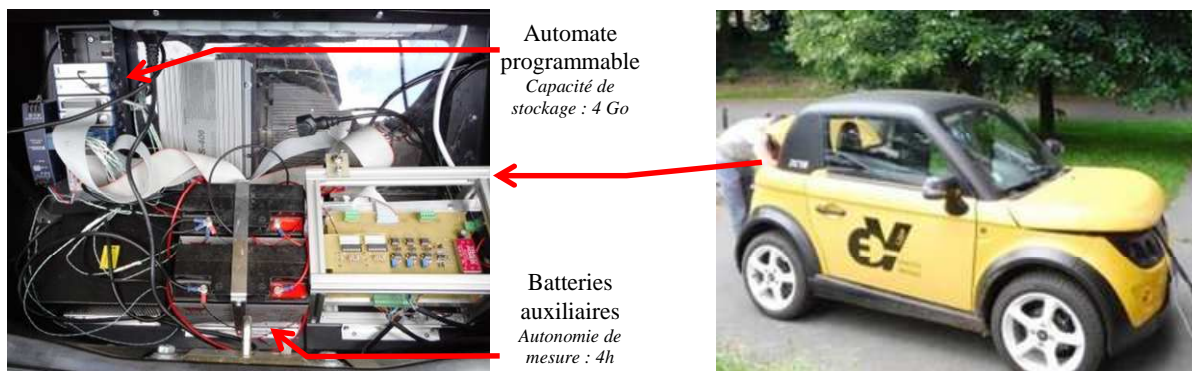 Automate
programmable
Capacité de
stockage : 4 Go
Batteries
auxiliaires
Autonomie de
mesure : 4h